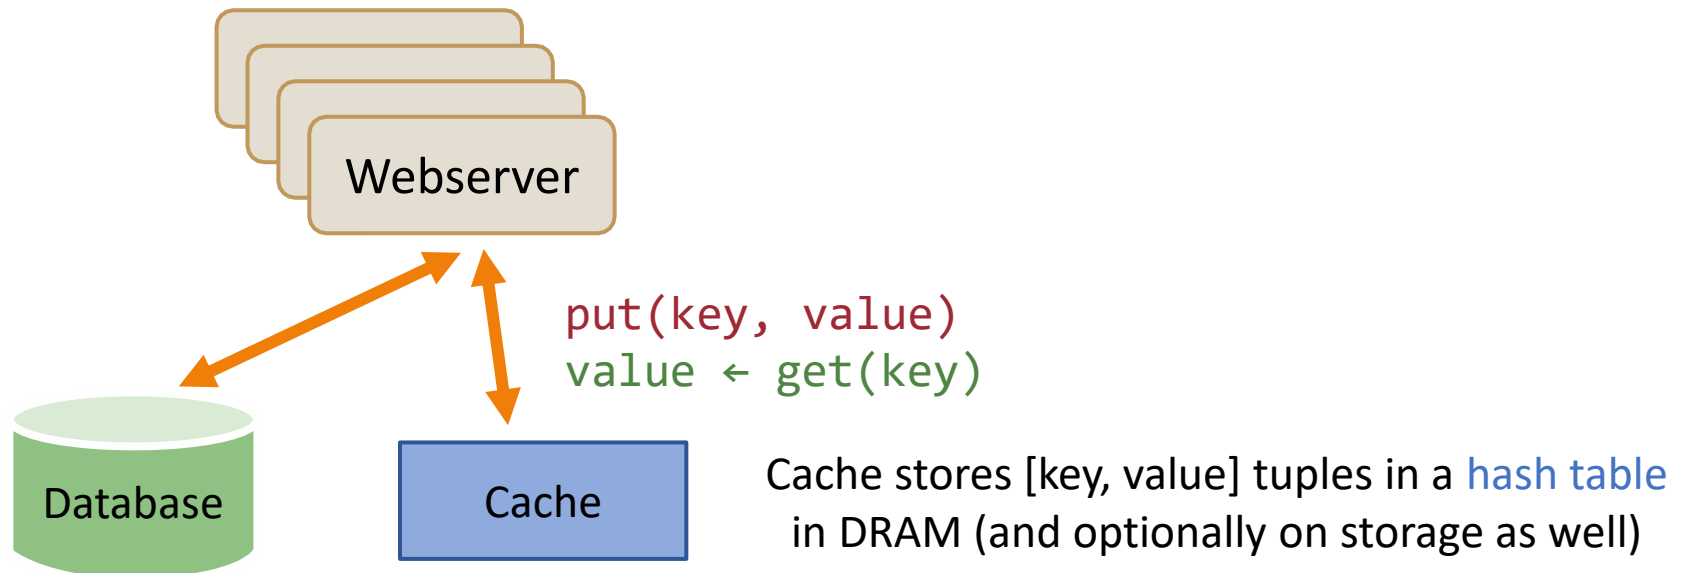 Webserver
put(key, value)
value ← get(key)
Database
Cache
Cache stores [key, value] tuples in a hash table
in DRAM (and optionally on storage as well)